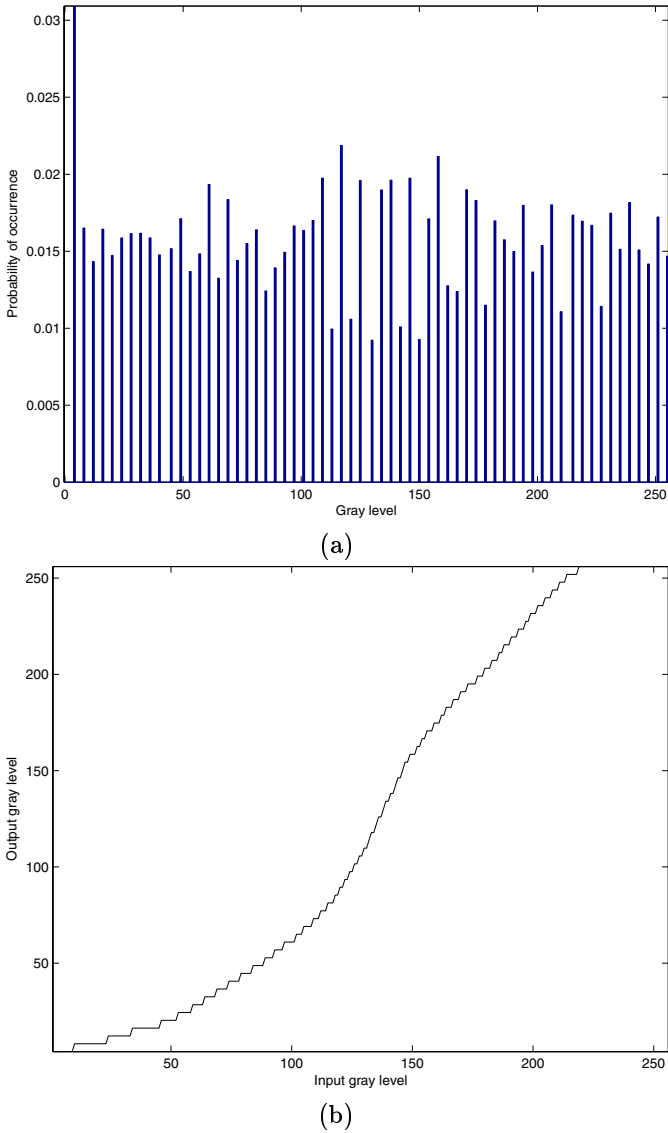 0.03
0.025
0.02
0.015
0.01
0.005
0
Probability of occurrence
0 50 100 150 200 250
Gray level
(a)
250
200
150
100
50
Output gray level
50 100 150 200 250
Input gray level
(b)